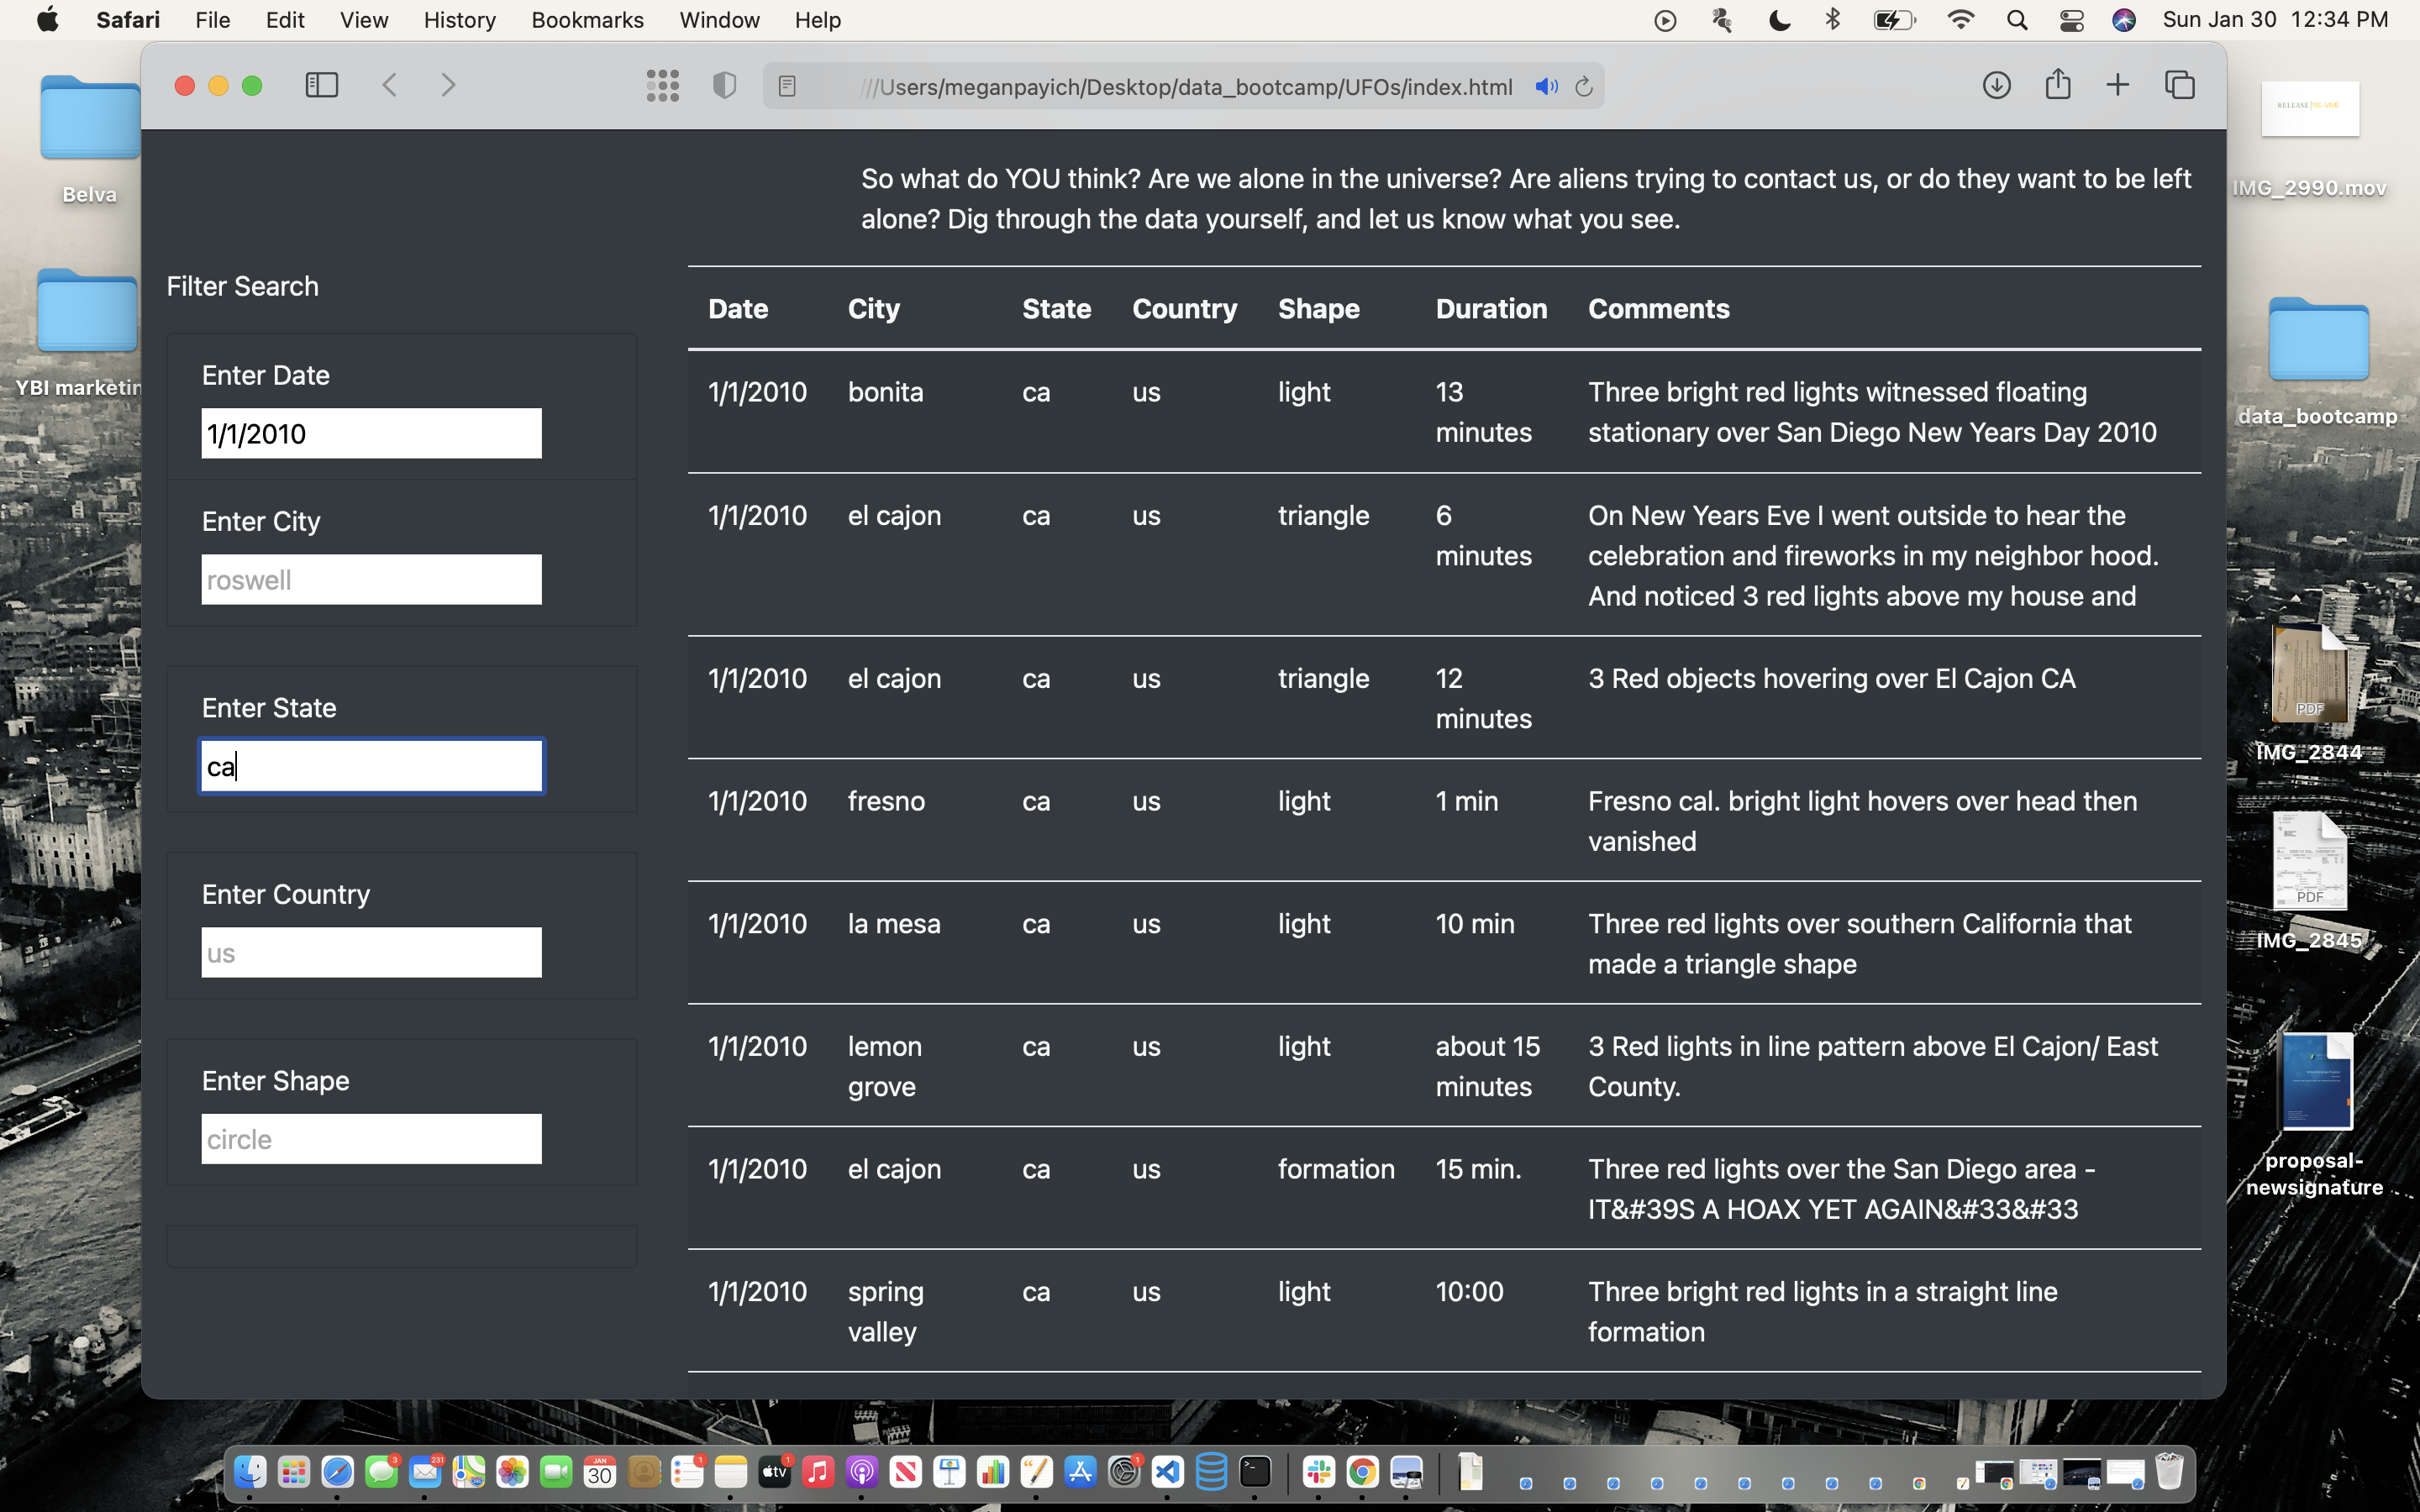 Safari File Edit View History Bookmarks Window Help
Sun Jan 30 12:34 PM
///Users/meganpayich/Desktop/data_bootcamp/UFOs/index.html
Belva
YBI marketin
RELEASE
IMG_2990.mov
data_bootcamp
PDF
IMG_2844
PDF
IMG_2845
proposal-
newsignature
So what do YOU think? Are we alone in the universe? Are aliens trying to contact us, or do they want to be left
alone? Dig through the data yourself, and let us know what you see.
Filter Search
Enter Date
1/1/2010
Enter City
roswell
Enter State
ca
Enter Country
us
Enter Shape
circle
Date City State Country Shape Duration Comments
1/1/2010 bonita ca us light 13 Three bright red lights witnessed floating
minutes stationary over San Diego New Years Day 2010
1/1/2010 el cajon ca us triangle 6 On New Years Eve I went outside to hear the
minutes celebration and fireworks in my neighbor hood.
And noticed 3 red lights above my house and
1/1/2010 el cajon ca us triangle 12 3 Red objects hovering over El Cajon CA
minutes
1/1/2010 fresno ca us light 1 min Fresno cal. bright light hovers over head then
vanished
1/1/2010 la mesa ca us light 10 min Three red lights over southern California that
made a triangle shape
1/1/2010 lemon ca us light about 15 3 Red lights in line pattern above El Cajon/ East
grove minutes County.
1/1/2010 el cajon ca us formation 15 min. Three red lights over the San Diego area -
IT&#39S A HOAX YET AGAIN&#33&#33
1/1/2010 spring ca us light 10:00 Three bright red lights in a straight line
valley formation
3
231
JAN
30
1
tv
1
1